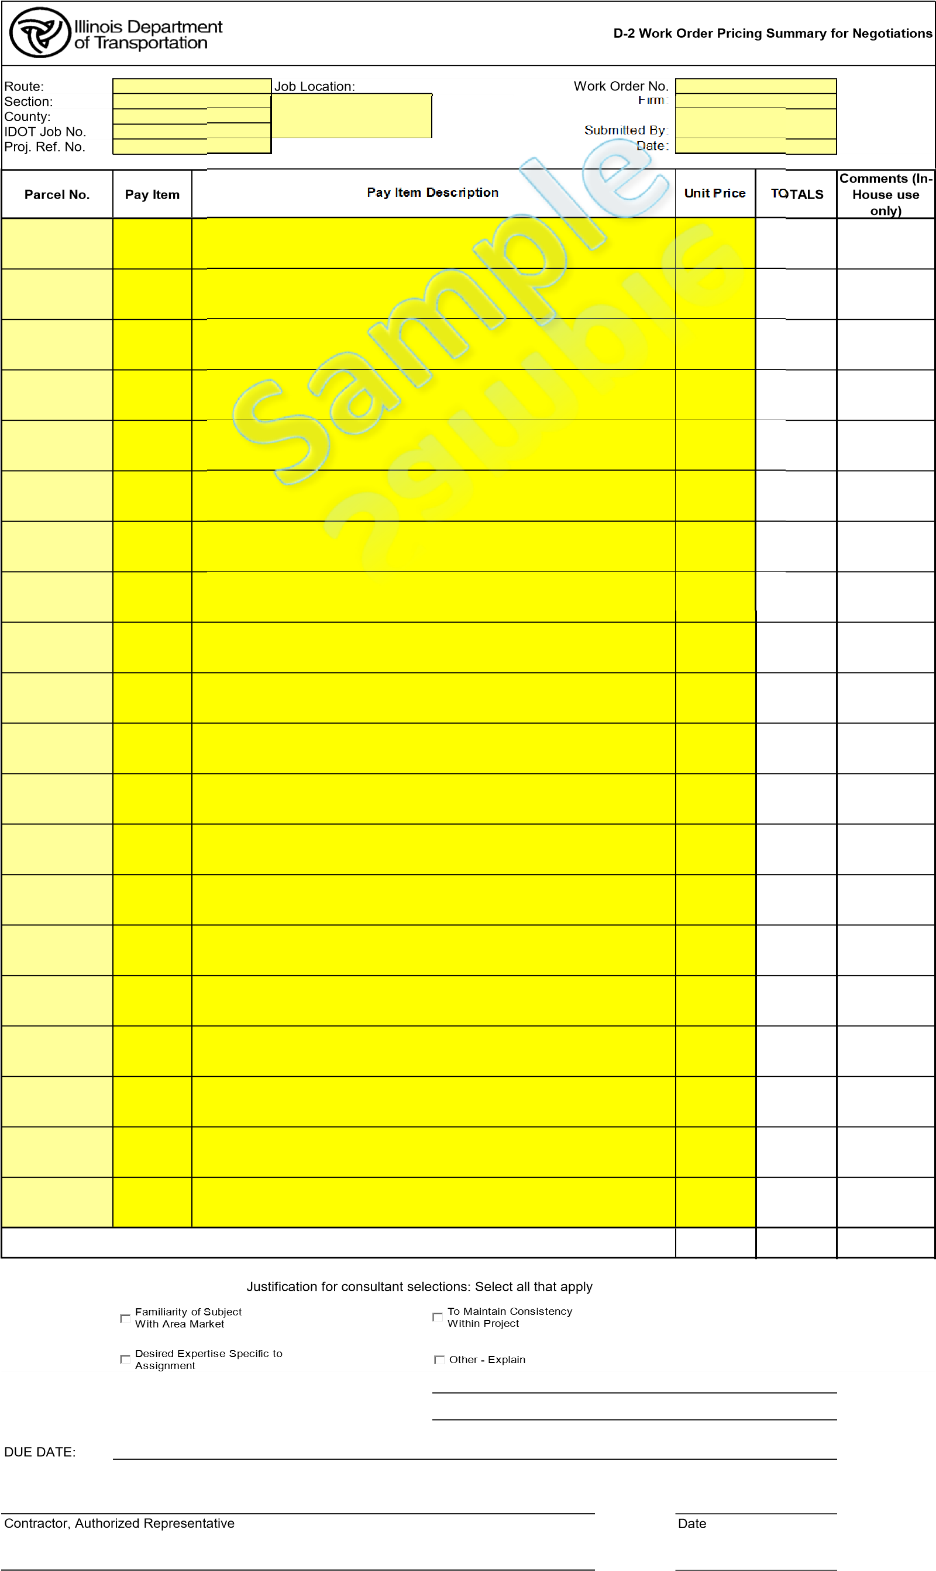 Illinois Department
of Transportation
D-2 Work Order Pricing Summary for Negotiations
Route:
Job Location:
Work Order No.
Section:
Firm:
County:
IDOT Job No.
Submitted By:
Proj. Ref. No.
Date:
Parcel No.
Pay Item
Pay Item Description
Unit Price
TOTALS
Comments (In-
House use
only)
Sample
Justification for consultant selections: Select all that apply
Familiarity of Subject
With Area Market
To Maintain Consistency
Within Project
Desired Expertise Specific to
Assignment
Other - Explain
DUE DATE:
Contractor, Authorized Representative
Date